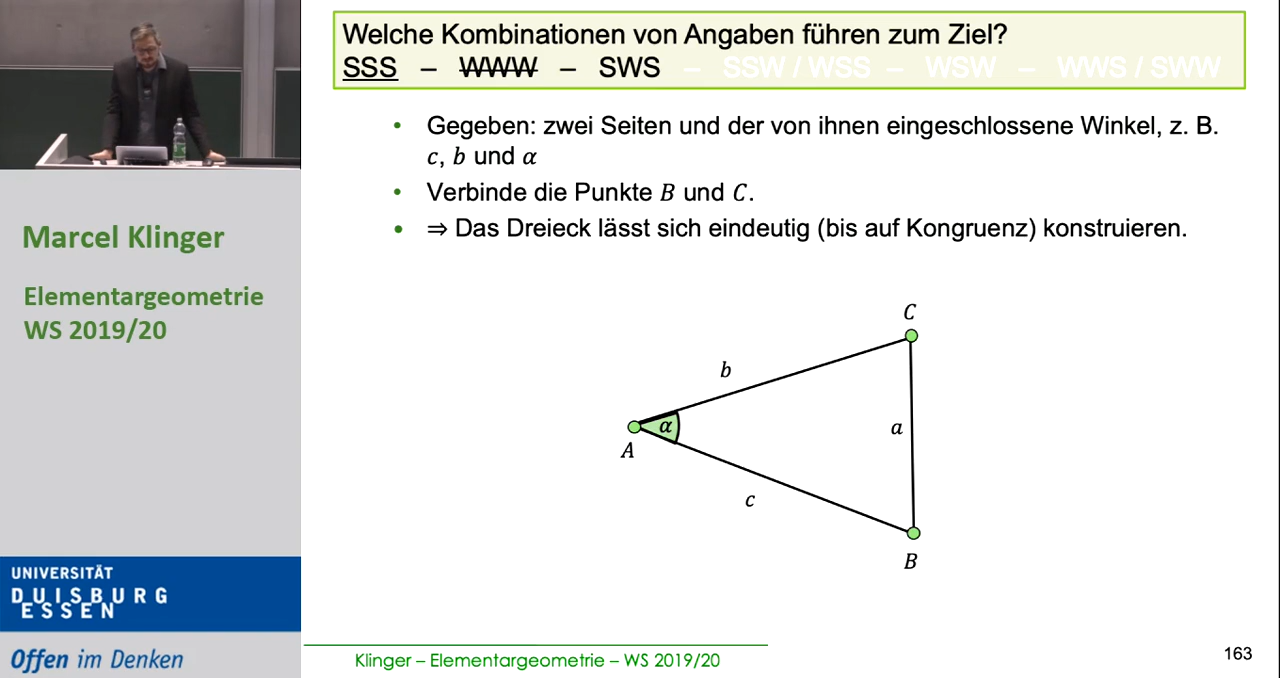 Welche Kombinationen von Angaben führen zum Ziel?
SSS – WWW – SWS – SSW / WSS – WSW – WWS / SWW
• Gegeben: zwei Seiten und der von ihnen eingeschlossene Winkel, z. B.
c, b und α
• Verbinde die Punkte B und C.
• ⇒ Das Dreieck lässt sich eindeutig (bis auf Kongruenz) konstruieren.
Marcel Klinger
Elementargeometrie
WS 2019/20
C
b
α
a
A
c
B
UNIVERSITÄT
DUISBURG
ESSEN
Offen im Denken
Klinger – Elementargeometrie – WS 2019/20
163